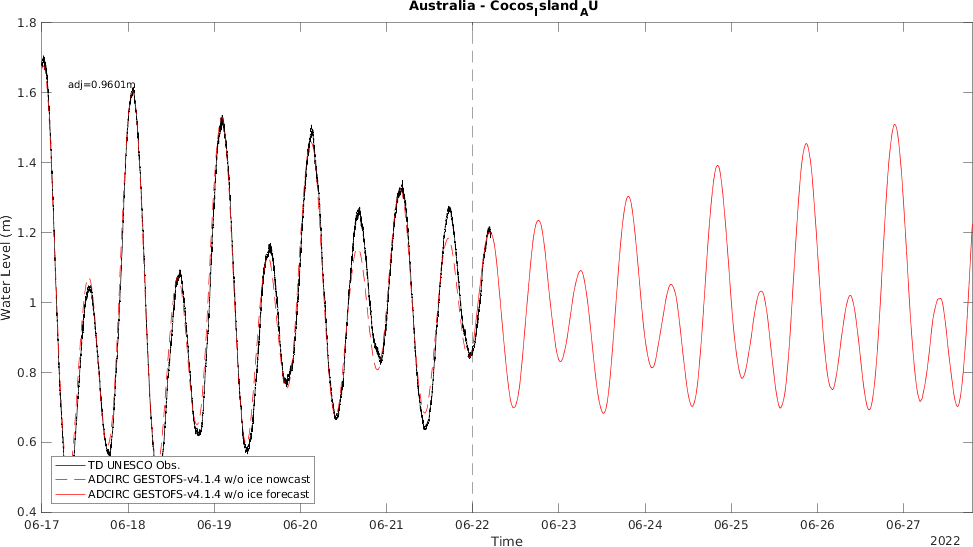 Australia - Cocos_Island_AU
1.8
adj=0.9601m
1.6
1.4
1.2
1
0.8
0.6
0.4
Water Level (m)
TD UNESCO Obs.
ADCIRC GESTOFS-v4.1.4 w/o ice nowcast
ADCIRC GESTOFS-v4.1.4 w/o ice forecast
06-17 06-18 06-19 06-20 06-21 06-22 06-23 06-24 06-25 06-26 06-27
Time
2022